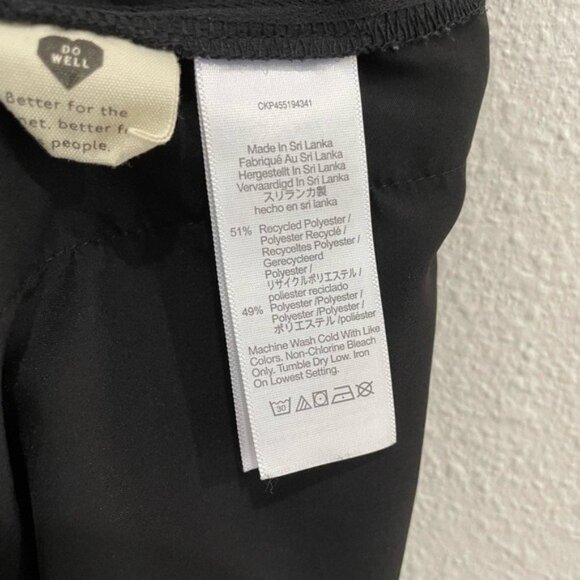 DO
WELL
Better for the
net, better f
people.
CKP455194341
Made In Sri Lanka
Fabriqué Au Sri Lanka
Hergestellt In Sri Lanka
Vervaardigd In Sri Lanka
スリランカ製
hecho en sri lanka
51% Recycled Polyester /
Polyester Recyclé /
Recyceltes Polyester /
Gerecycleerd
Polyester /
リサイクルポリエステル /
poliester reciclado
49% Polyester /Polyester /
Polyester /Polyester /
ポリエステル /poliéster
Machine Wash Cold With Like
Colors. Non-Chlorine Bleach
Only. Tumble Dry Low. Iron
On Lowest Setting.
30